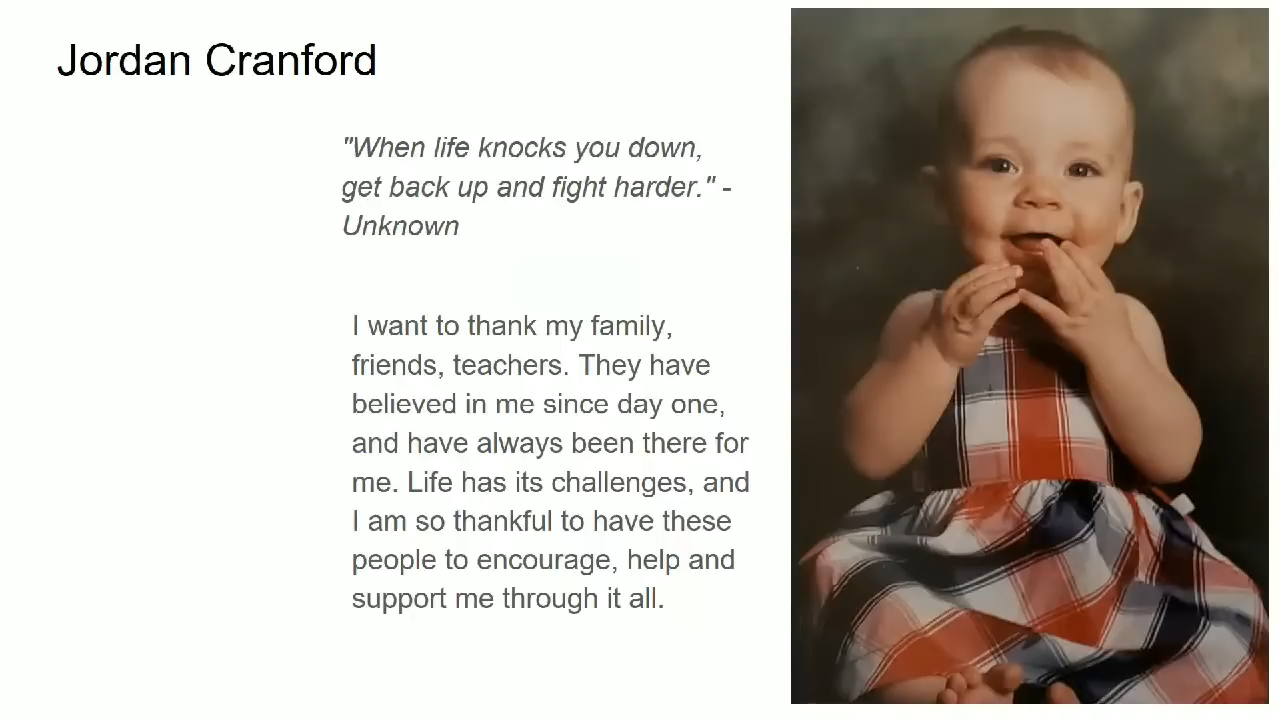 Jordan Cranford
"When life knocks you down,
get back up and fight harder." -
Unknown
I want to thank my family,
friends, teachers. They have
believed in me since day one,
and have always been there for
me. Life has its challenges, and
I am so thankful to have these
people to encourage, help and
support me through it all.